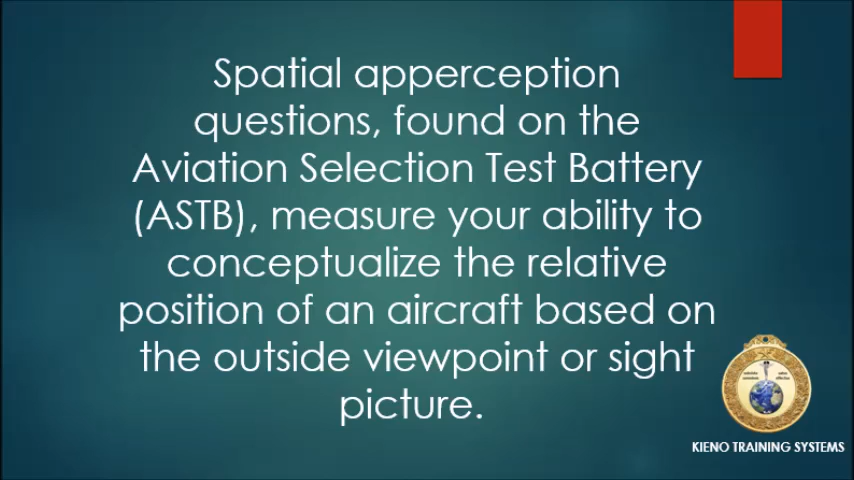 Spatial apperception
questions, found on the
Aviation Selection Test Battery
(ASTB), measure your ability to
conceptualize the relative
position of an aircraft based on
the outside viewpoint or sight
picture.
KIENO TRAINING SYSTEMS